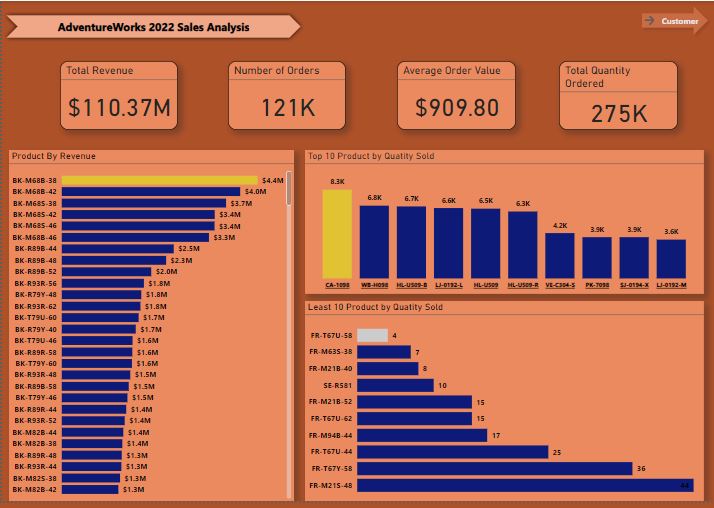 AdventureWorks 2022 Sales Analysis
Customer
Total Revenue
$110.37M
Number of Orders
121K
Average Order Value
$909.80
Total Quantity
Ordered
275K
Product By Revenue
BK-M68B-38 $4.4M
BK-M68B-42 $4.0M
BK-M68S-38 $3.7M
BK-M68S-42 $3.4M
BK-M68S-46 $3.4M
BK-M68B-46 $3.3M
BK-R89B-44 $2.5M
BK-R89B-48 $2.3M
BK-R89B-52 $2.0M
BK-R93R-56 $1.8M
BK-R79Y-48 $1.8M
BK-R93R-62 $1.8M
BK-T79U-60 $1.7M
BK-R79Y-40 $1.7M
BK-T79U-46 $1.6M
BK-R89R-58 $1.6M
BK-T79Y-60 $1.6M
BK-R93R-48 $1.5M
BK-R89B-58 $1.5M
BK-T79Y-46 $1.5M
BK-R89R-44 $1.4M
BK-R93R-52 $1.4M
BK-M82B-44 $1.4M
BK-M82B-38 $1.4M
BK-R89R-48 $1.3M
BK-R93R-44 $1.3M
BK-M82S-38 $1.3M
BK-M82B-42 $1.3M
Top 10 Product by Quatity Sold
8.3K 6.8K 6.7K 6.6K 6.5K 6.3K 4.2K 3.9K 3.9K 3.6K
CA-1098 WB-H098 HL-U509-B LJ-0192-L HL-U509 HL-U509-R VE-C304-S PK-7098 SJ-0194-X LJ-0192-M
Least 10 Product by Quatity Sold
FR-T67U-58 4
FR-M63S-38 7
FR-M21B-40 8
SE-R581 10
FR-M21B-52 15
FR-T67U-62 15
FR-M94B-44 17
FR-T67U-44 25
FR-T67Y-58 36
FR-M21S-48 44